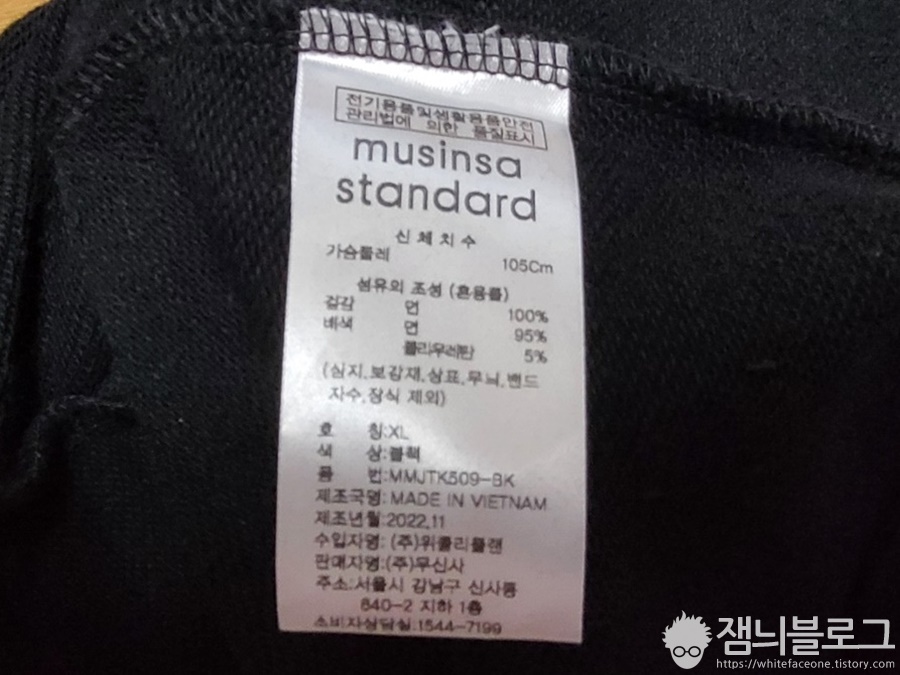 전기용품및생활용품안전
관리법에 의한 품질표시
musinsa
standard
신체치수
가슴둘레 105Cm
섬유의 조성 (혼용률)
겉감 면 100%
배색 면 95%
폴리우레탄 5%
(심지,보강재,상표,무늬,밴드
자수,장식 제외)
호 칭:XL
색 상:블랙
품 번:MMJTK509-BK
제조국명:MADE IN VIETNAM
제조년월:2022.11
수입자명: (주)위클리플랜
판매자명:(주)무신사
주소:서울시 강남구 신사동
640-2 지하 1층
소비자상담실:1544-7199
잼늬블로그
https://whitefaceone.tistory.com